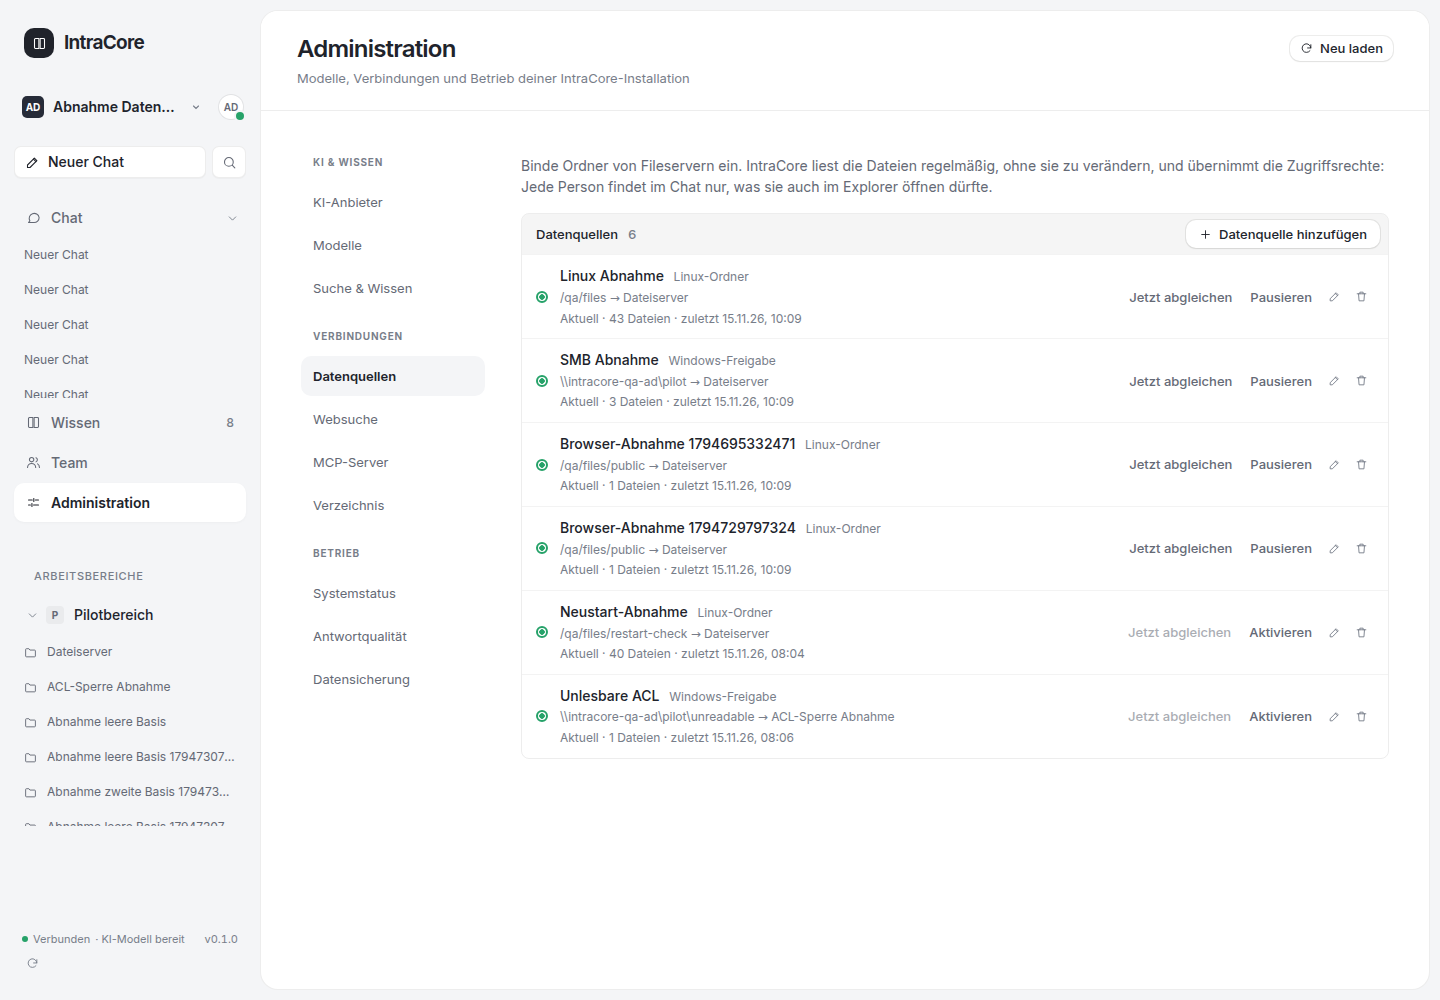 IntraCore
AD Abnahme Daten... AD
Neuer Chat
Chat
Neuer Chat
Neuer Chat
Neuer Chat
Neuer Chat
Neuer Chat
Wissen 8
Team
Administration
ARBEITSBEREICHE
P Pilotbereich
Dateiserver
ACL-Sperre Abnahme
Abnahme leere Basis
Abnahme leere Basis 17947307...
Abnahme zweite Basis 179473...
Abnahme leere Basis 17947307...
Verbunden · KI-Modell bereit v0.1.0
Administration
Modelle, Verbindungen und Betrieb deiner IntraCore-Installation
Neu laden
KI & WISSEN
KI-Anbieter
Modelle
Suche & Wissen
VERBINDUNGEN
Datenquellen
Websuche
MCP-Server
Verzeichnis
BETRIEB
Systemstatus
Antwortqualität
Datensicherung
Binde Ordner von Fileservern ein. IntraCore liest die Dateien regelmäßig, ohne sie zu verändern, und übernimmt die Zugriffsrechte:
Jede Person findet im Chat nur, was sie auch im Explorer öffnen dürfte.
Datenquellen 6
+ Datenquelle hinzufügen
Linux Abnahme Linux-Ordner
/qa/files → Dateiserver
Aktuell · 43 Dateien · zuletzt 15.11.26, 10:09
Jetzt abgleichen Pausieren
SMB Abnahme Windows-Freigabe
\\intracore-qa-ad\pilot → Dateiserver
Aktuell · 3 Dateien · zuletzt 15.11.26, 10:09
Jetzt abgleichen Pausieren
Browser-Abnahme 1794695332471 Linux-Ordner
/qa/files/public → Dateiserver
Aktuell · 1 Dateien · zuletzt 15.11.26, 10:09
Jetzt abgleichen Pausieren
Browser-Abnahme 1794729797324 Linux-Ordner
/qa/files/public → Dateiserver
Aktuell · 1 Dateien · zuletzt 15.11.26, 10:09
Jetzt abgleichen Pausieren
Neustart-Abnahme Linux-Ordner
/qa/files/restart-check → Dateiserver
Aktuell · 40 Dateien · zuletzt 15.11.26, 08:04
Jetzt abgleichen Aktivieren
Unlesbare ACL Windows-Freigabe
\\intracore-qa-ad\pilot\unreadable → ACL-Sperre Abnahme
Aktuell · 1 Dateien · zuletzt 15.11.26, 08:06
Jetzt abgleichen Aktivieren